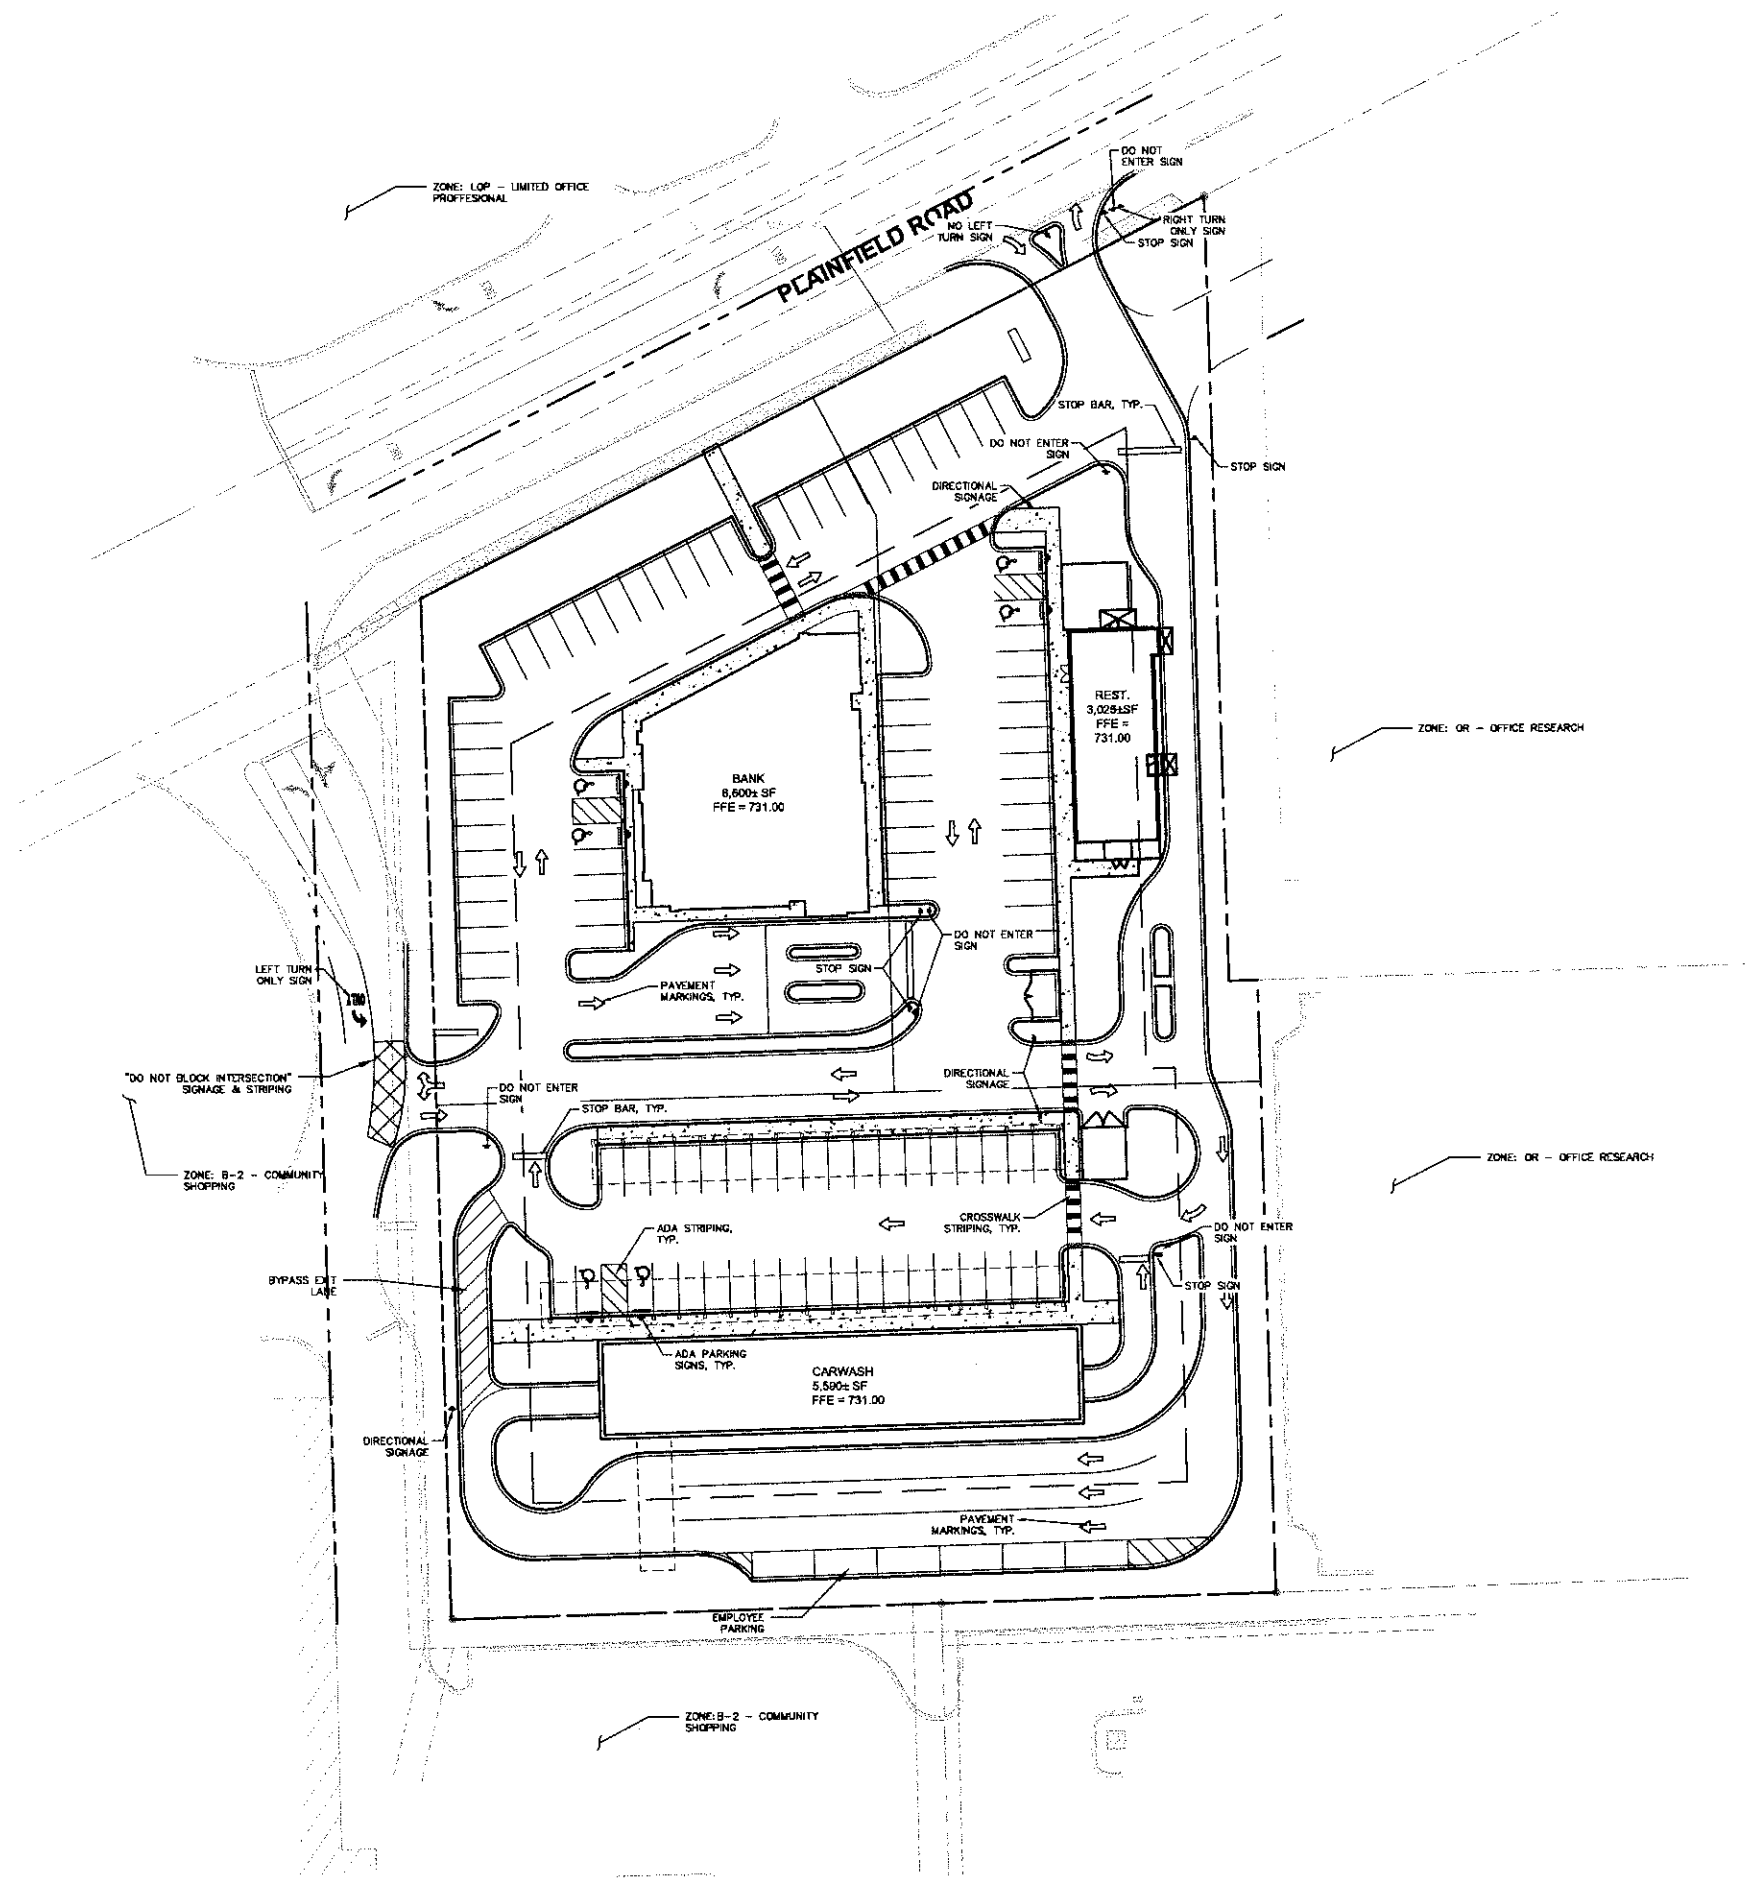 DO NOT
ENTER SIGN
ZONE: LOP - LIMITED OFFICE
PROFFESIONAL
PLAINFIELD ROAD
NO LEFT
TURN SIGN
RIGHT TURN
ONLY SIGN
STOP SIGN
STOP BAR, TYP.
DO NOT ENTER
SIGN
STOP SIGN
DIRECTIONAL
SIGNAGE
REST.
3,025±SF
FFE =
731.00
ZONE: OR - OFFICE RESEARCH
BANK
8,600± SF
FFE = 731.00
DO NOT ENTER
SIGN
STOP SIGN
LEFT TURN
ONLY SIGN
PAVEMENT
MARKINGS, TYP.
"DO NOT BLOCK INTERSECTION"
SIGNAGE & STRIPING
DO NOT ENTER
SIGN
DIRECTIONAL
SIGNAGE
STOP BAR, TYP.
ZONE: B-2 - COMMUNITY
SHOPPING
ZONE: OR - OFFICE RESEARCH
ADA STRIPING,
TYP.
CROSSWALK
STRIPING, TYP.
DO NOT ENTER
SIGN
BYPASS EXIT
LANE
STOP SIGN
ADA PARKING
SIGNS, TYP.
CARWASH
5,590± SF
FFE = 731.00
DIRECTIONAL
SIGNAGE
PAVEMENT
MARKINGS, TYP.
EMPLOYEE
PARKING
ZONE:B-2 - COMMUNITY
SHOPPING